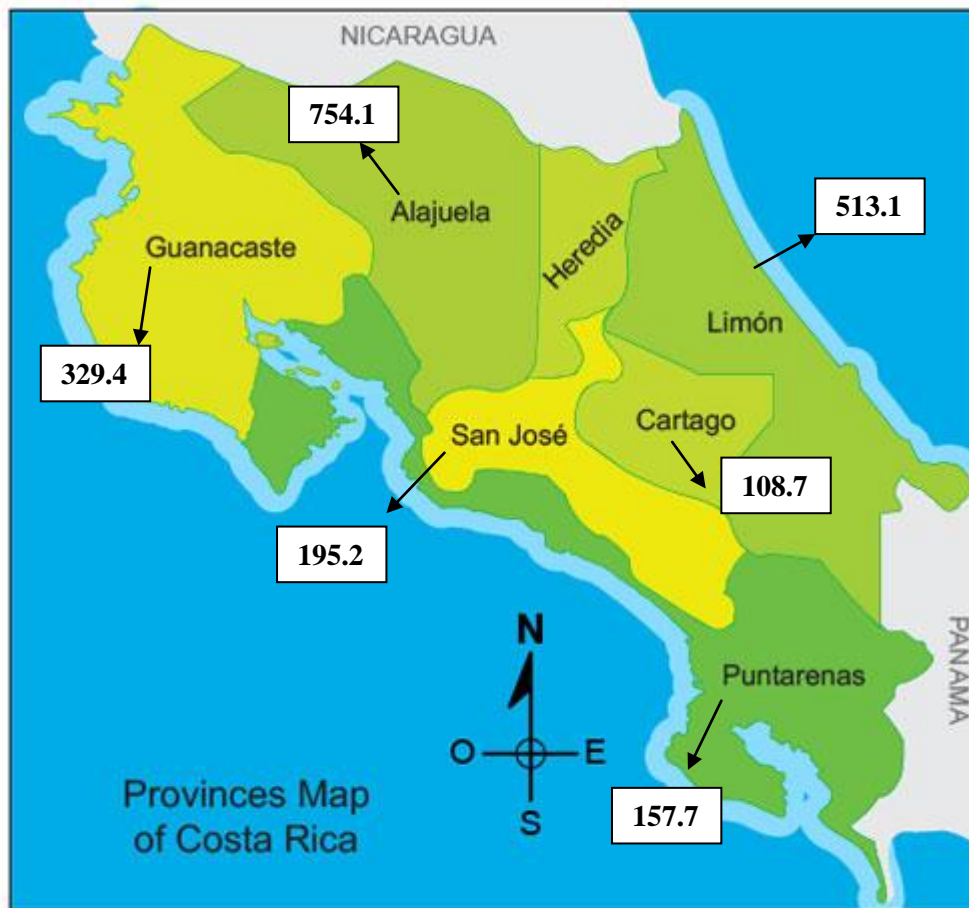 NICARAGUA
754.1
Alajuela
Heredia
513.1
Guanacaste
Limón
329.4
San José
Cartago
108.7
195.2
N
O
E
S
Puntarenas
PANAMA
157.7
Provinces Map
of Costa Rica